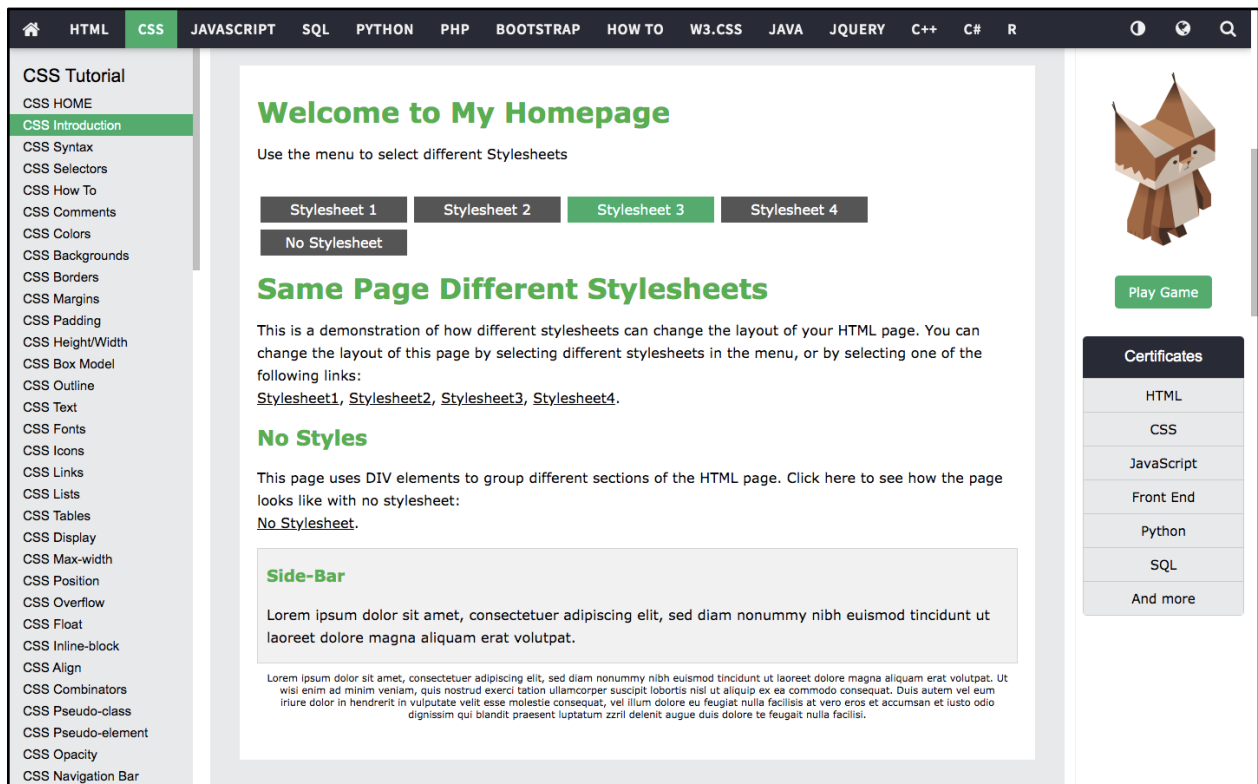 HTML CSS JAVASCRIPT SQL PYTHON PHP BOOTSTRAP HOW TO W3.CSS JAVA JQUERY C++ C# R
CSS Tutorial
CSS HOME
CSS Introduction
CSS Syntax
CSS Selectors
CSS How To
CSS Comments
CSS Colors
CSS Backgrounds
CSS Borders
CSS Margins
CSS Padding
CSS Height/Width
CSS Box Model
CSS Outline
CSS Text
CSS Fonts
CSS Icons
CSS Links
CSS Lists
CSS Tables
CSS Display
CSS Max-width
CSS Position
CSS Overflow
CSS Float
CSS Inline-block
CSS Align
CSS Combinators
CSS Pseudo-class
CSS Pseudo-element
CSS Opacity
CSS Navigation Bar
Welcome to My Homepage
Use the menu to select different Stylesheets
Stylesheet 1 Stylesheet 2 Stylesheet 3 Stylesheet 4
No Stylesheet
Same Page Different Stylesheets
This is a demonstration of how different stylesheets can change the layout of your HTML page. You can
change the layout of this page by selecting different stylesheets in the menu, or by selecting one of the
following links:
Stylesheet1, Stylesheet2, Stylesheet3, Stylesheet4.
No Styles
This page uses DIV elements to group different sections of the HTML page. Click here to see how the page
looks like with no stylesheet:
No Stylesheet.
Side-Bar
Lorem ipsum dolor sit amet, consectetuer adipiscing elit, sed diam nonummy nibh euismod tincidunt ut
laoreet dolore magna aliquam erat volutpat.
Lorem ipsum dolor sit amet, consectetuer adipiscing elit, sed diam nonummy nibh euismod tincidunt ut laoreet dolore magna aliquam erat volutpat. Ut
wisi enim ad minim veniam, quis nostrud exerci tation ullamcorper suscipit lobortis nisl ut aliquip ex ea commodo consequat. Duis autem vel eum
iriure dolor in hendrerit in vulputate velit esse molestie consequat, vel illum dolore eu feugiat nulla facilisis at vero eros et accumsan et iusto odio
dignissim qui blandit praesent luptatum zzril delenit augue duis dolore te feugait nulla facilisi.
Play Game
Certificates
HTML
CSS
JavaScript
Front End
Python
SQL
And more